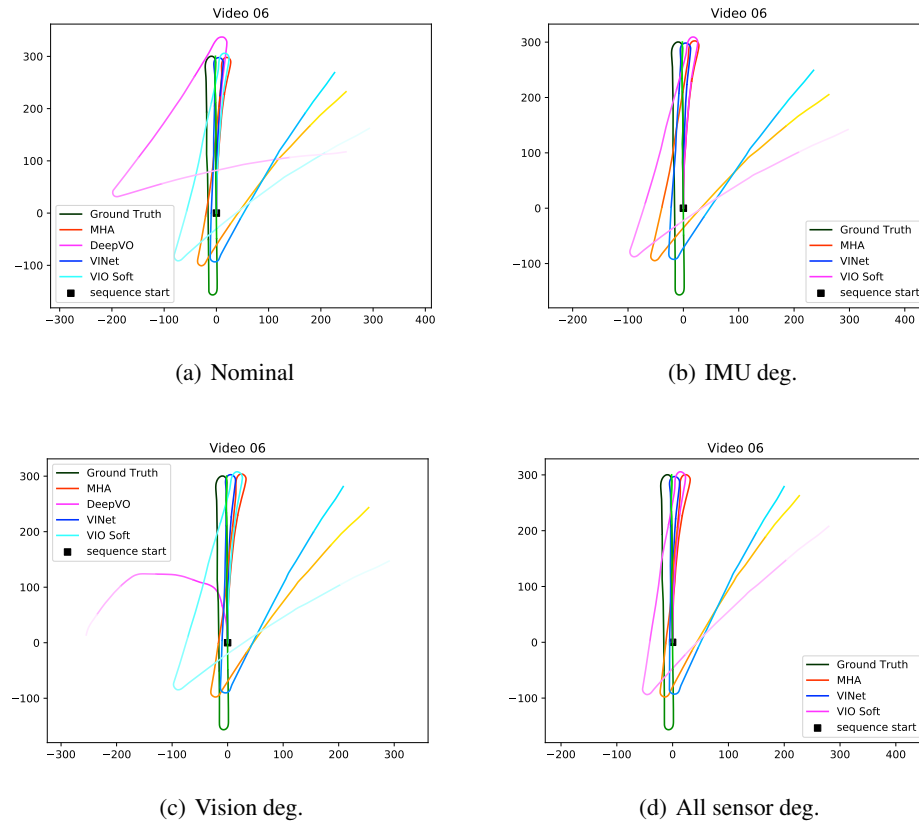 Video 06
300
200
100
0
−100
−300
−200
−100
0
100
200
300
400
Ground Truth
MHA
DeepVO
VINet
VIO Soft
sequence start
(a) Nominal
Video 06
300
200
100
0
−100
−200
−100
0
100
200
300
400
Ground Truth
MHA
VINet
VIO Soft
sequence start
(b) IMU deg.
Video 06
300
200
100
0
−100
−300
−200
−100
0
100
200
300
Ground Truth
MHA
DeepVO
VINet
VIO Soft
sequence start
(c) Vision deg.
Video 06
300
200
100
0
−100
−200
−100
0
100
200
300
400
Ground Truth
MHA
VINet
VIO Soft
sequence start
(d) All sensor deg.